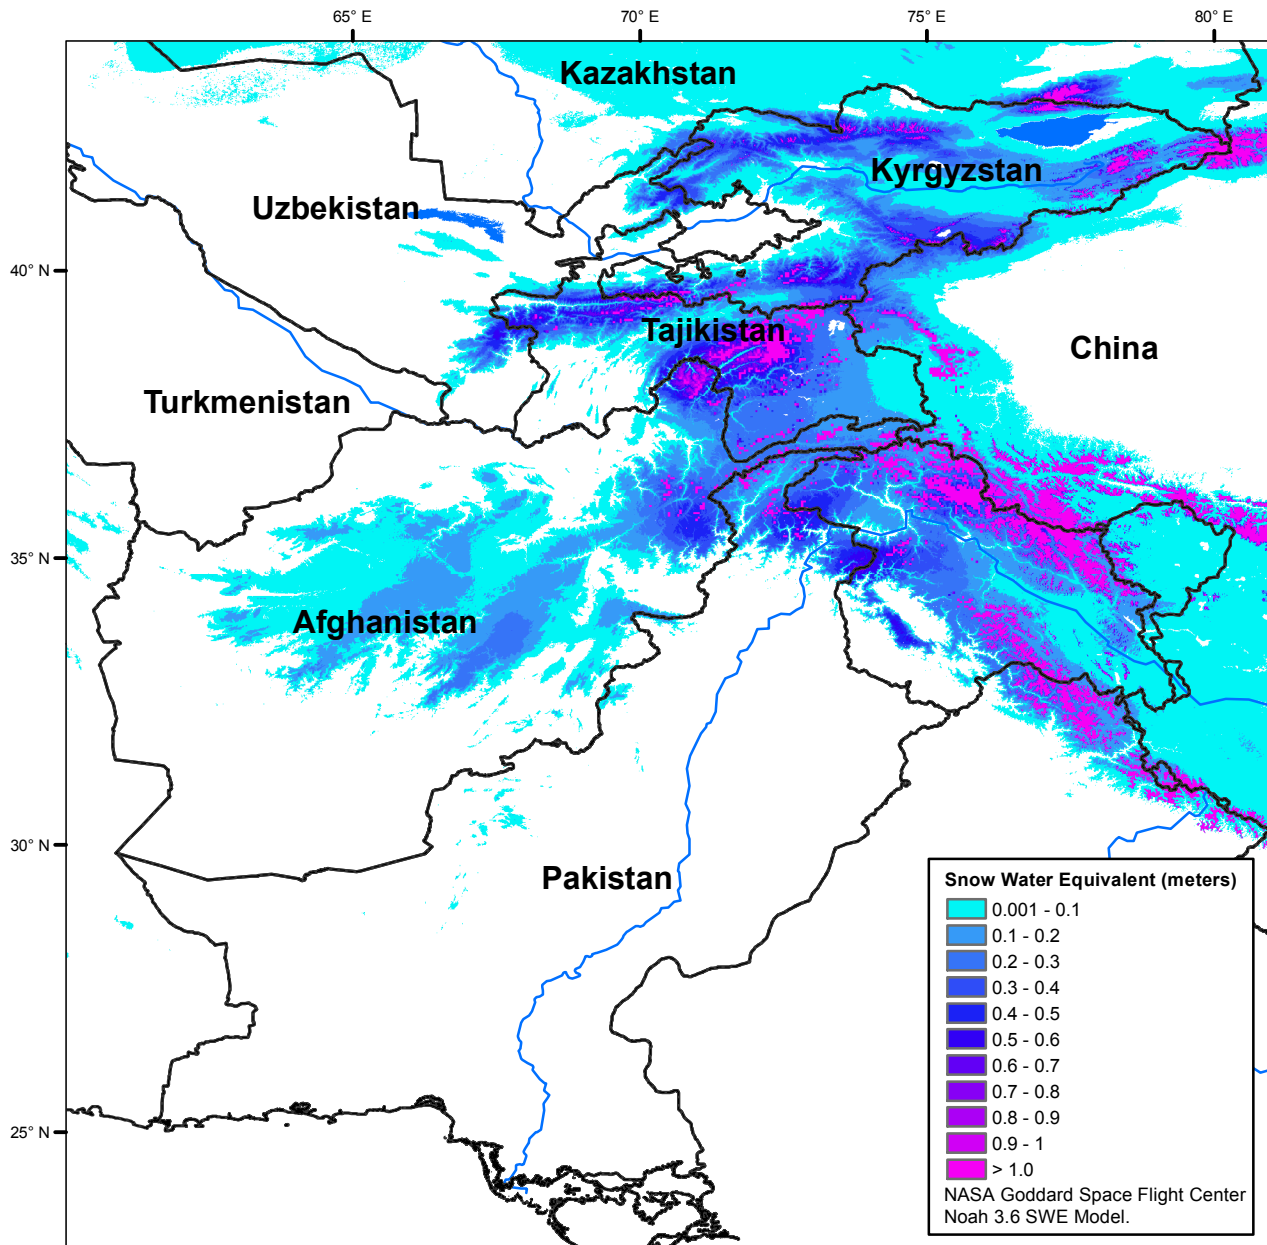 65° E
70° E
75° E
80° E
Kazakhstan
Kyrgyzstan
Uzbekistan
40° N
Tajikistan
China
Turkmenistan
35° N
Afghanistan
30° N
Pakistan
25° N
Snow Water Equivalent (meters)
0.001 - 0.1
0.1 - 0.2
0.2 - 0.3
0.3 - 0.4
0.4 - 0.5
0.5 - 0.6
0.6 - 0.7
0.7 - 0.8
0.8 - 0.9
0.9 - 1
> 1.0
NASA Goddard Space Flight Center
Noah 3.6 SWE Model.